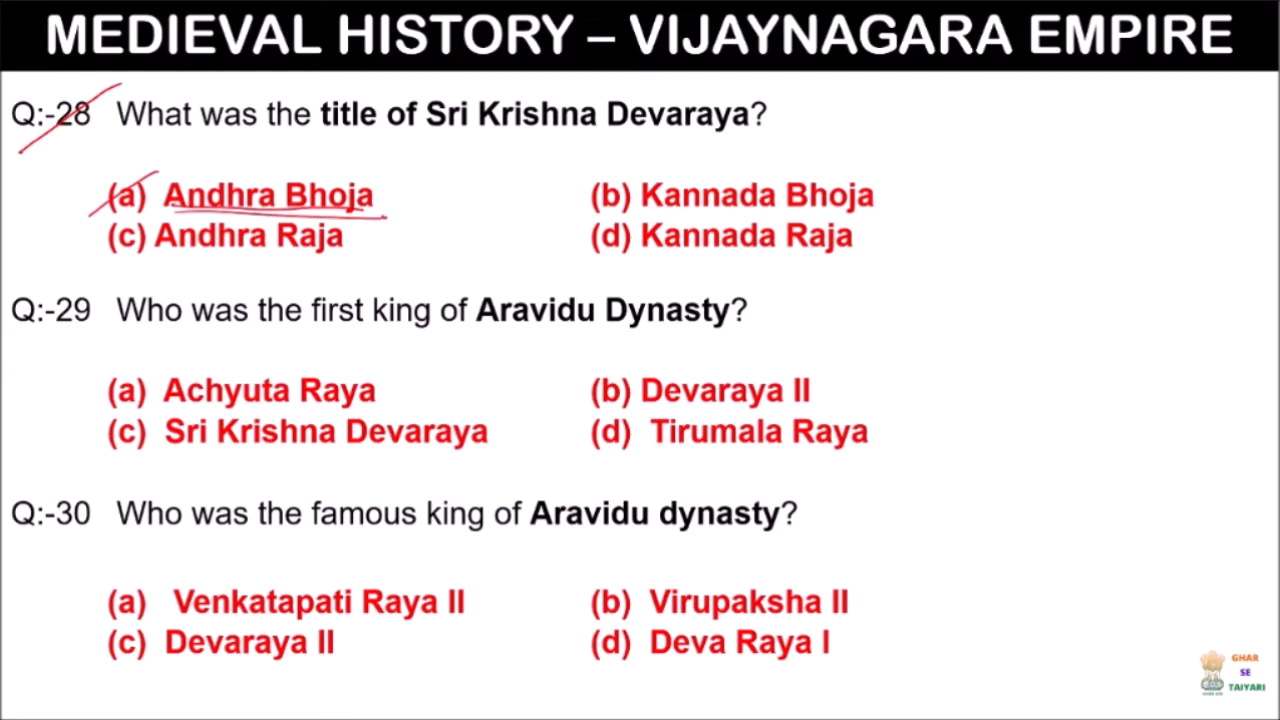 MEDIEVAL HISTORY – VIJAYNAGARA EMPIRE
Q:-28 What was the title of Sri Krishna Devaraya?
(a) Andhra Bhoja (b) Kannada Bhoja
(c) Andhra Raja (d) Kannada Raja
Q:-29 Who was the first king of Aravidu Dynasty?
(a) Achyuta Raya (b) Devaraya II
(c) Sri Krishna Devaraya (d) Tirumala Raya
Q:-30 Who was the famous king of Aravidu dynasty?
(a) Venkatapati Raya II (b) Virupaksha II
(c) Devaraya II (d) Deva Raya I
GHAR
SE
TAIYARI